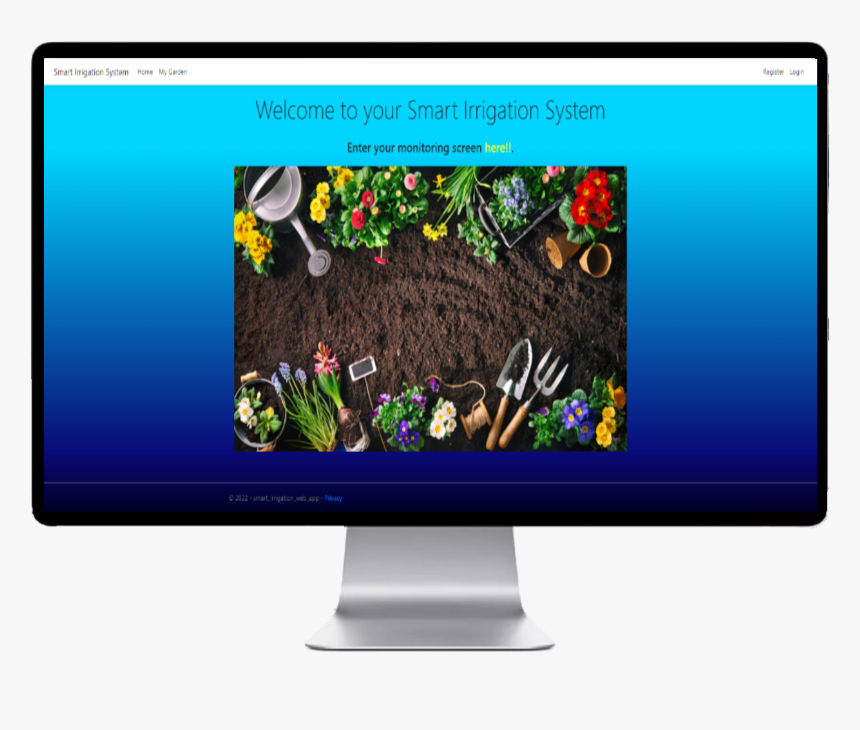 Smart Irrigation System Home My Garden Register Login
Welcome to your Smart Irrigation System
Enter your monitoring screen here!!.
© 2022 - smart_irrigation_web_app - Privacy